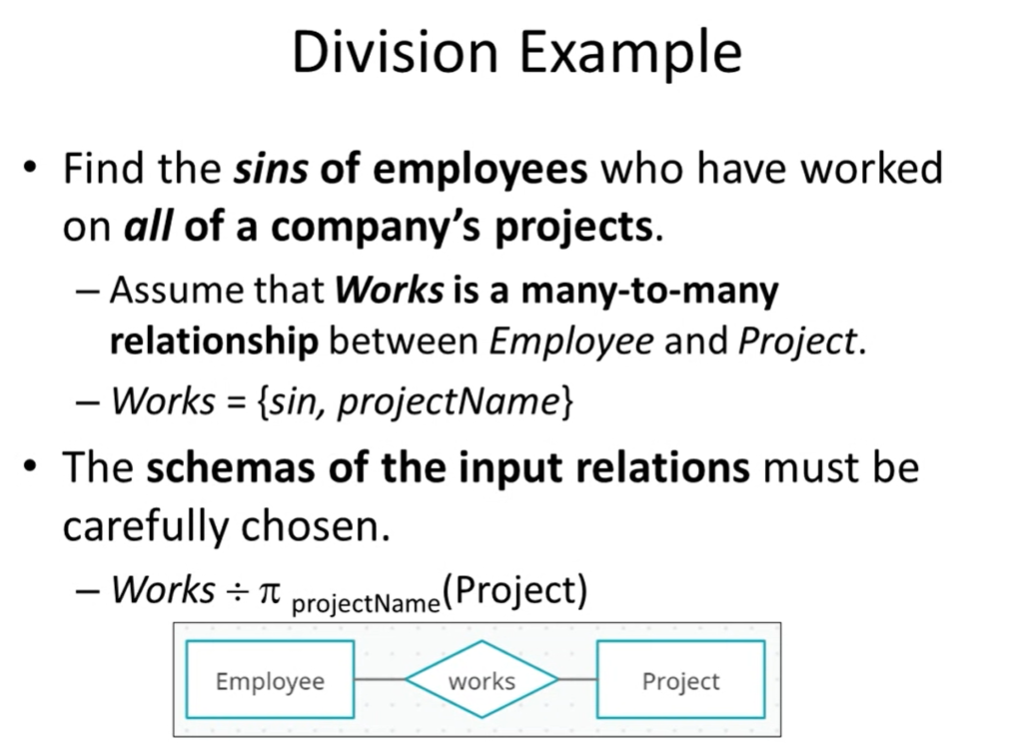 Division Example
• Find the sins of employees who have worked
on all of a company’s projects.
– Assume that Works is a many-to-many
relationship between Employee and Project.
– Works = {sin, projectName}
• The schemas of the input relations must be
carefully chosen.
– Works ÷ π projectName(Project)
Employee works Project